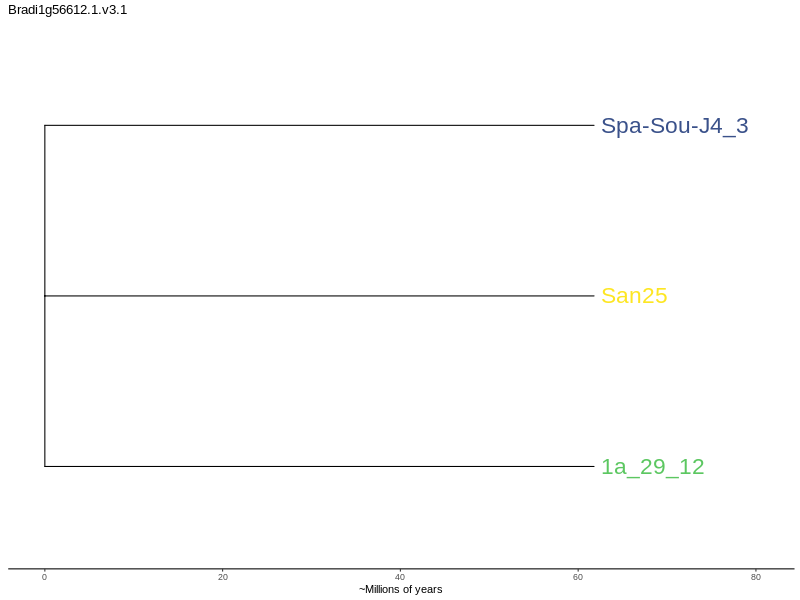 Bradi1g56612.1.v3.1
Spa-Sou-J4_3
San25
1a_29_12
0 20 40 60 80
~Millions of years